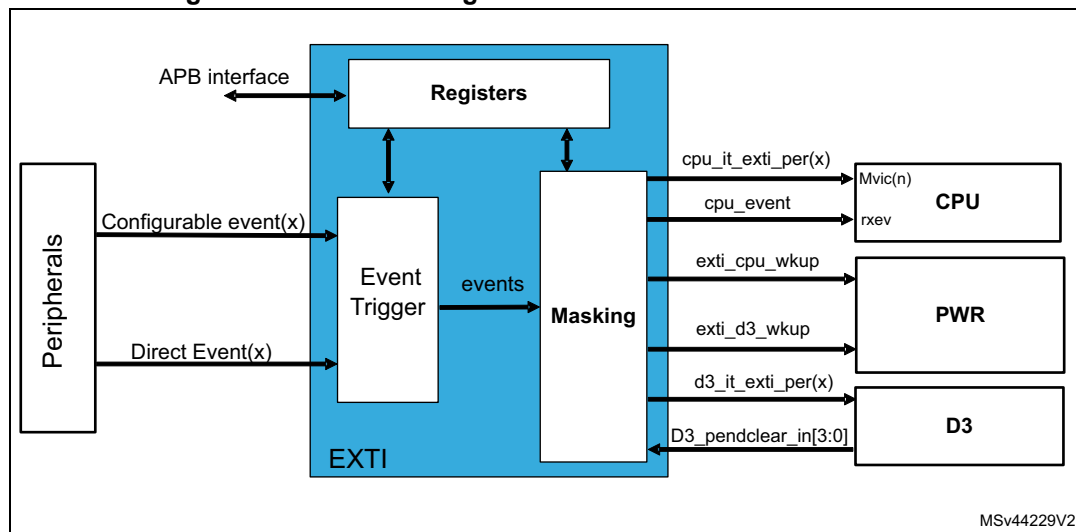 APB interface
Registers
cpu_it_exti_per(x)
Mvic(n)
CPU
cpu_event
rxev
Peripherals
Configurable event(x)
Event
Trigger
events
Masking
exti_cpu_wkup
PWR
exti_d3_wkup
Direct Event(x)
d3_it_exti_per(x)
D3
D3_pendclear_in[3:0]
EXTI
MSv44229V2